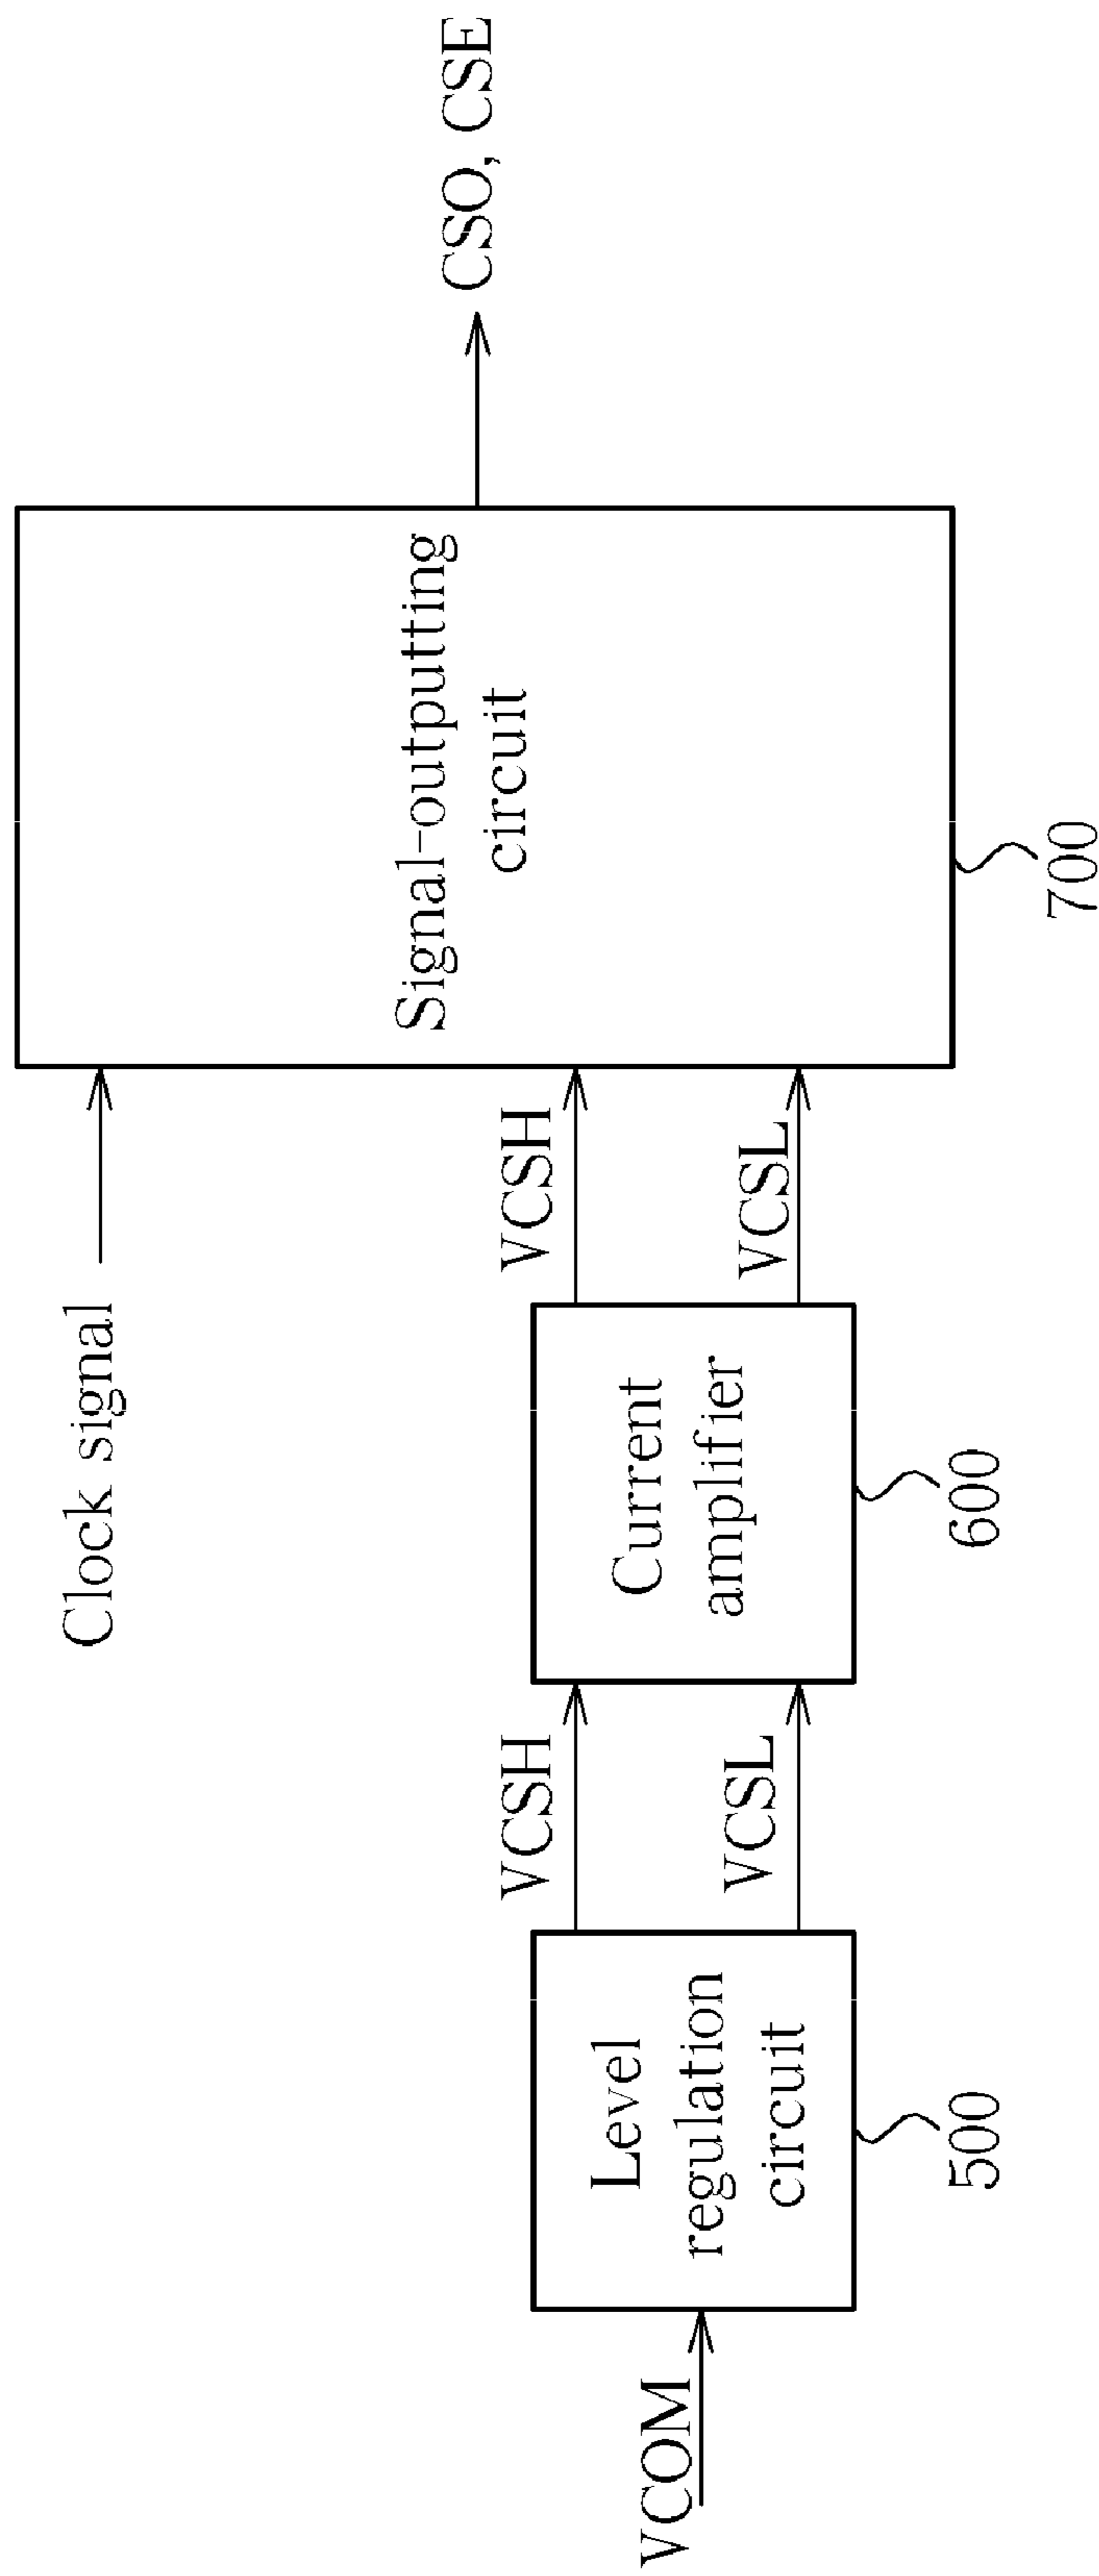 Clock signal
VCOM
Level
regulation
circuit
500
VCSH
VCSL
Current
amplifier
600
VCSH
VCSL
Signal-outputting
circuit
700
CSO, CSE